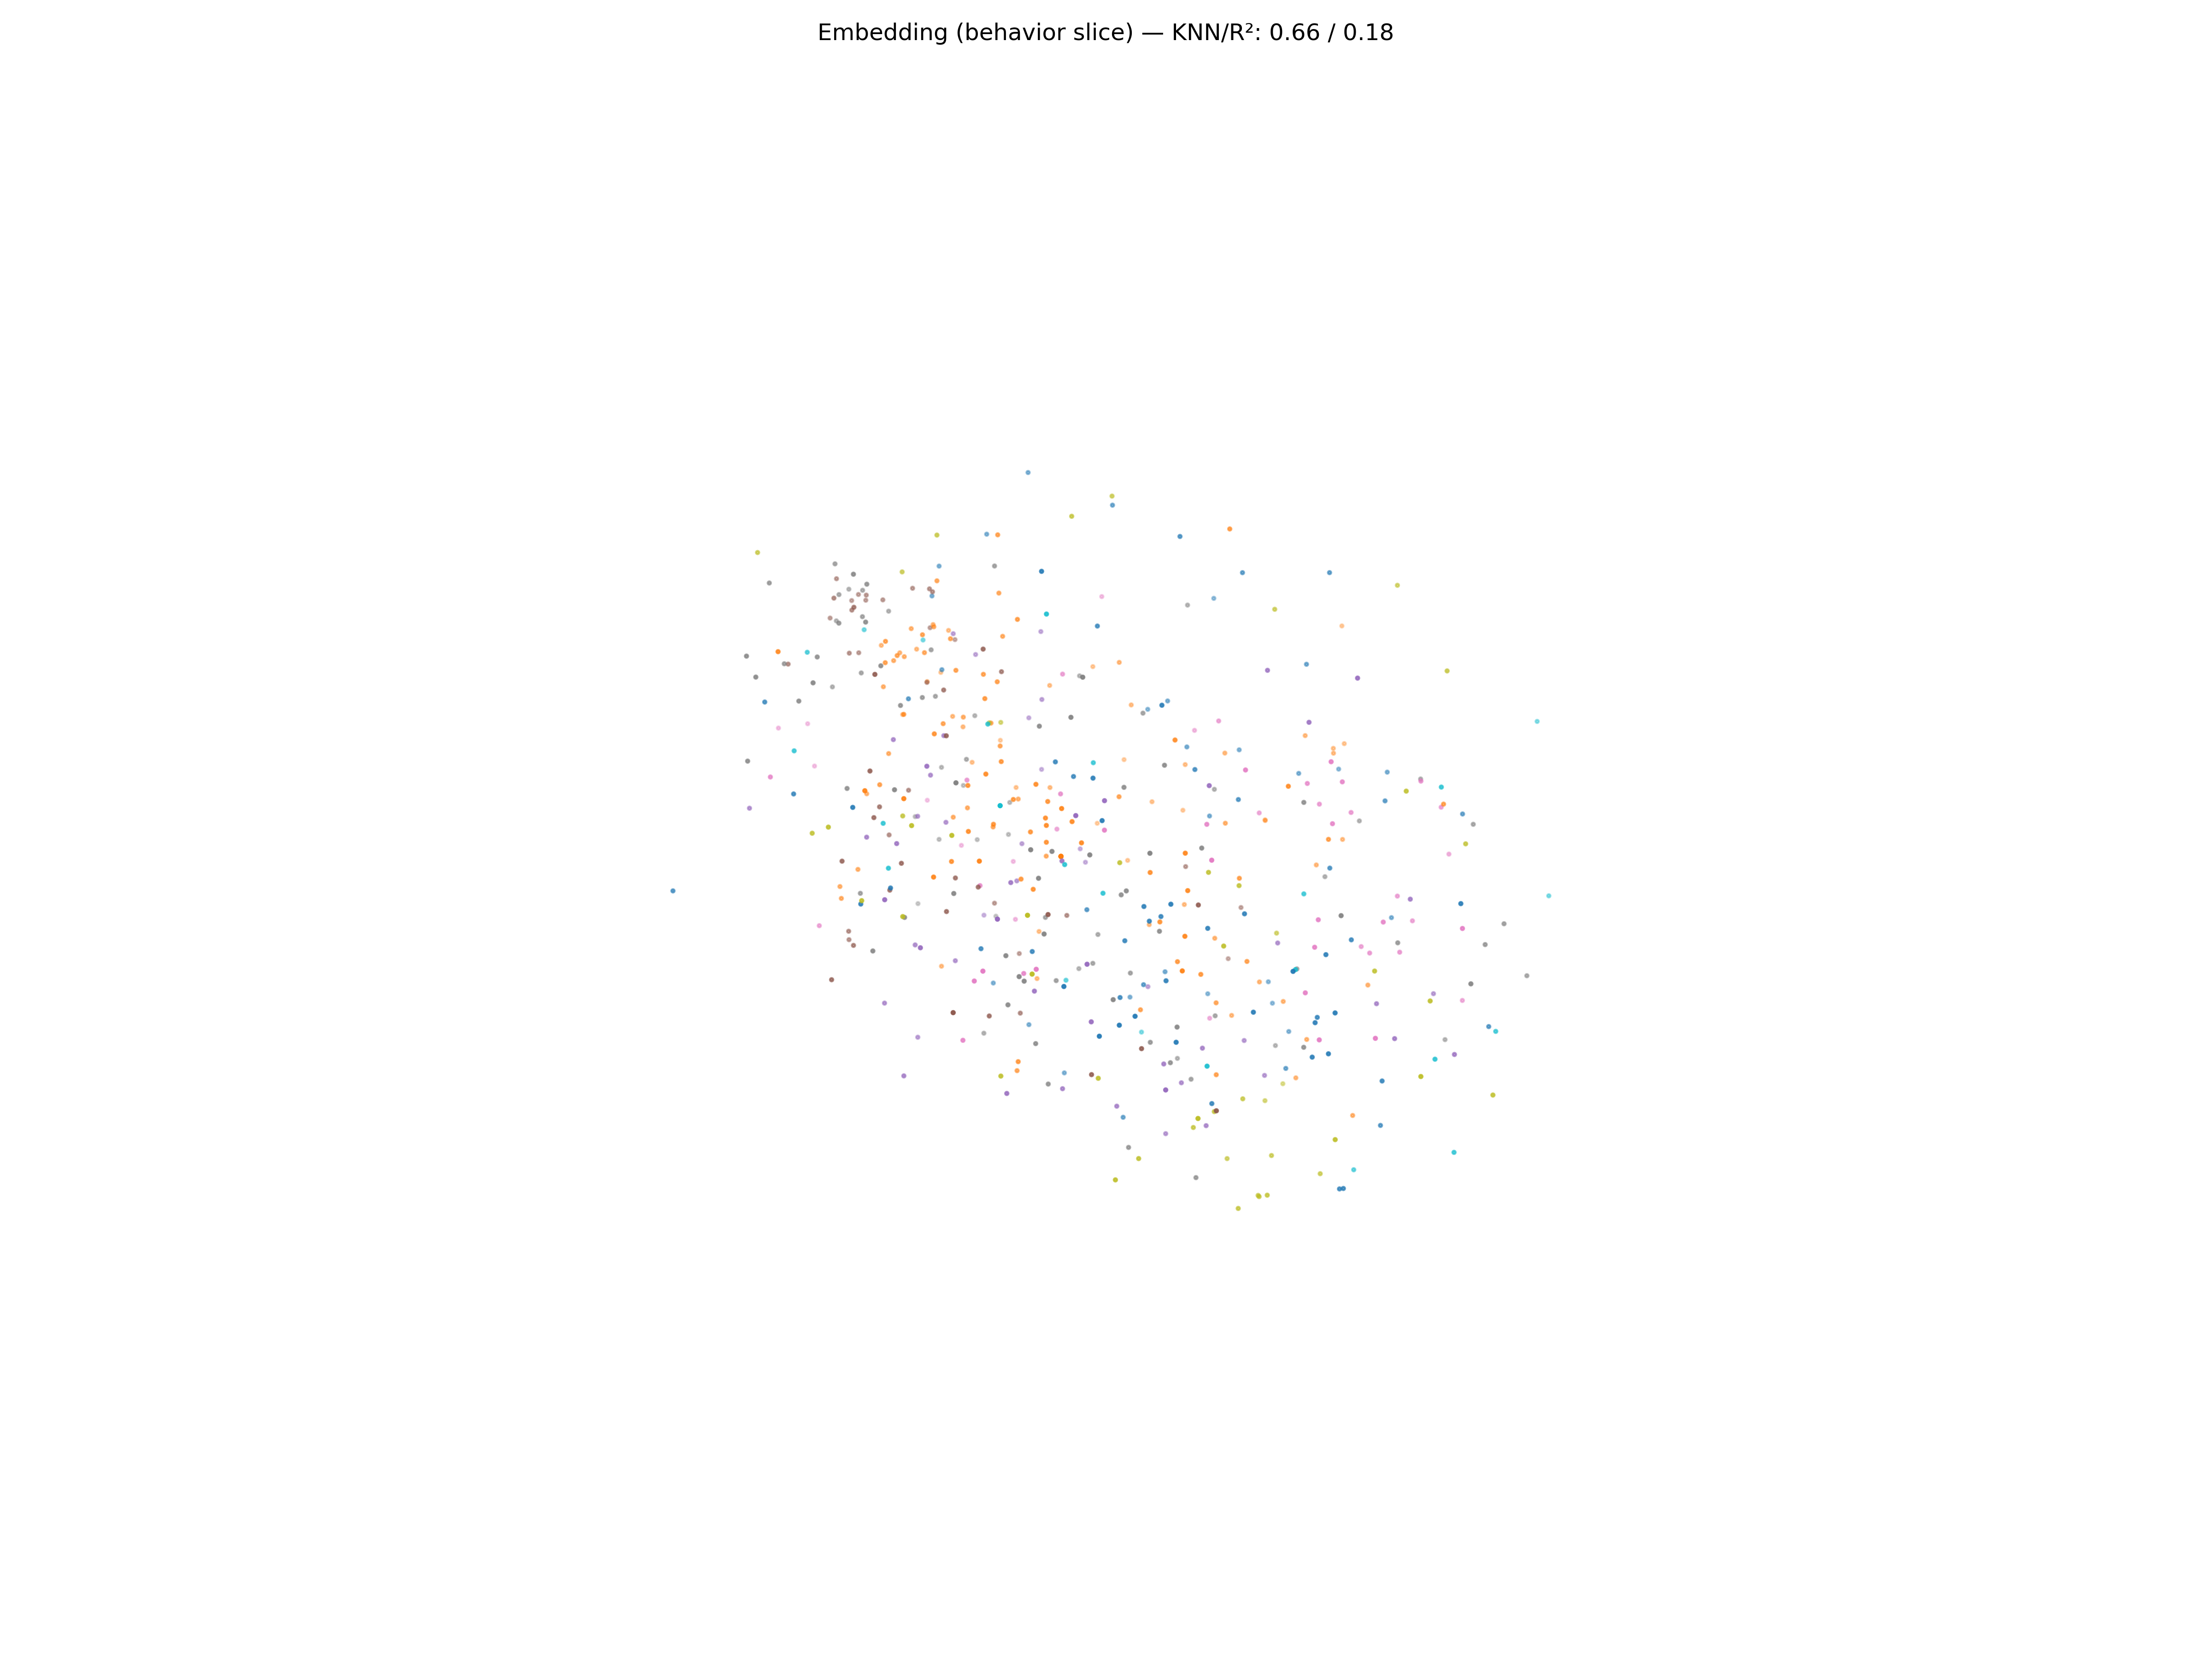 Embedding (behavior slice) — KNN/R²: 0.66 / 0.18